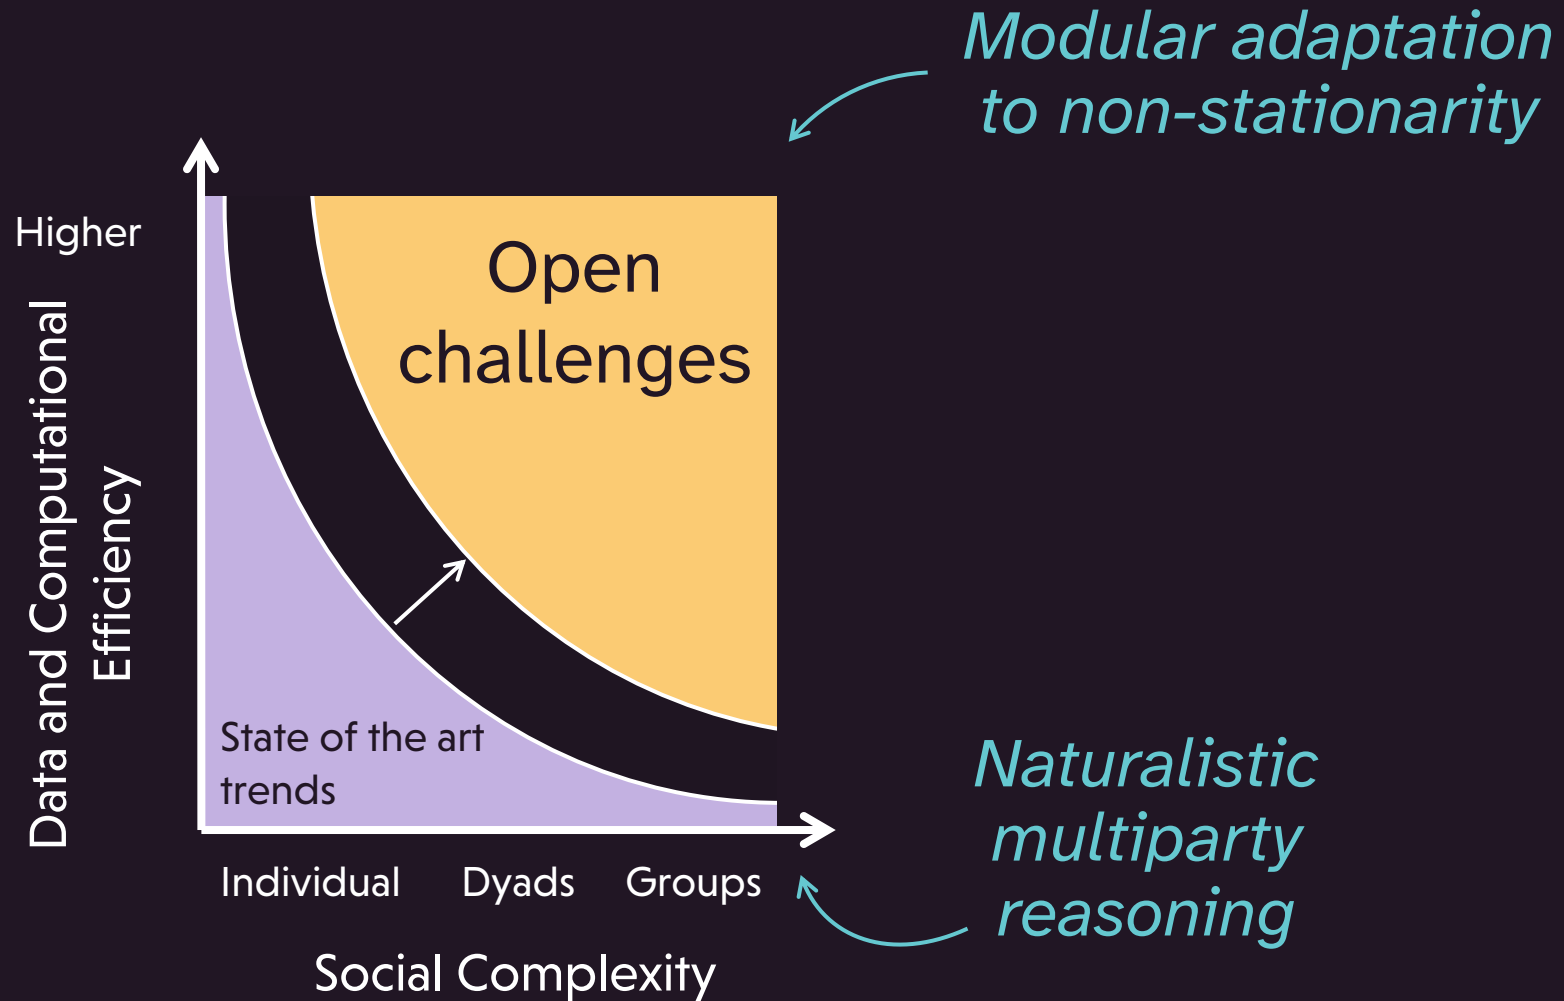 Modular adaptation
to non-stationarity
Higher
Data and Computational
Efficiency
Open
challenges
State of the art
trends
Individual
Dyads
Groups
Social Complexity
Naturalistic
multiparty
reasoning